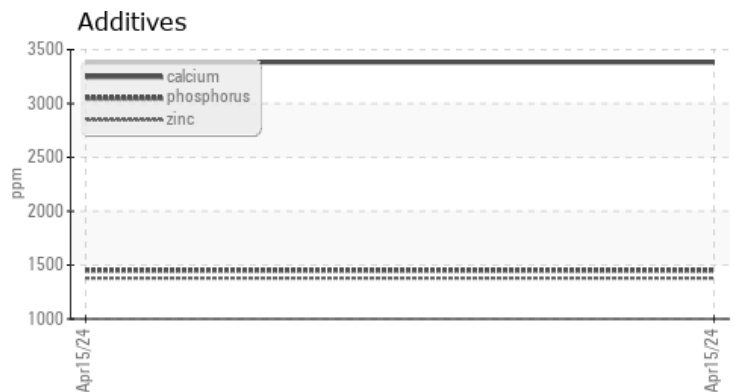 Additives
3500
3000
2500
2000
1500
1000
ppm
calcium
phosphorus
zinc
Apr15/24
Apr15/24